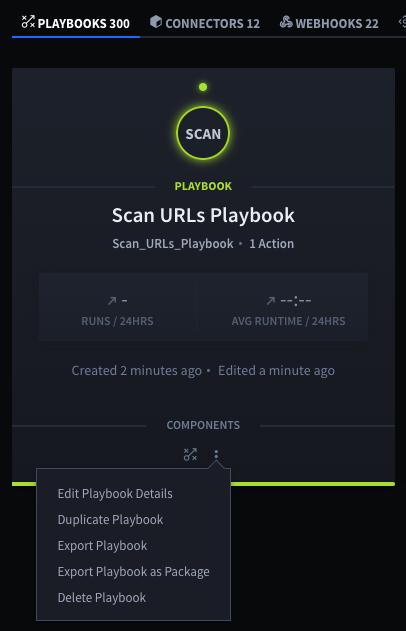 PLAYBOOKS 300 CONNECTORS 12 WEBHOOKS 22
SCAN
PLAYBOOK
Scan URLs Playbook
Scan_URLs_Playbook • 1 Action
- --:--
RUNS / 24HRS AVG RUNTIME / 24HRS
Created 2 minutes ago • Edited a minute ago
COMPONENTS
Edit Playbook Details
Duplicate Playbook
Export Playbook
Export Playbook as Package
Delete Playbook